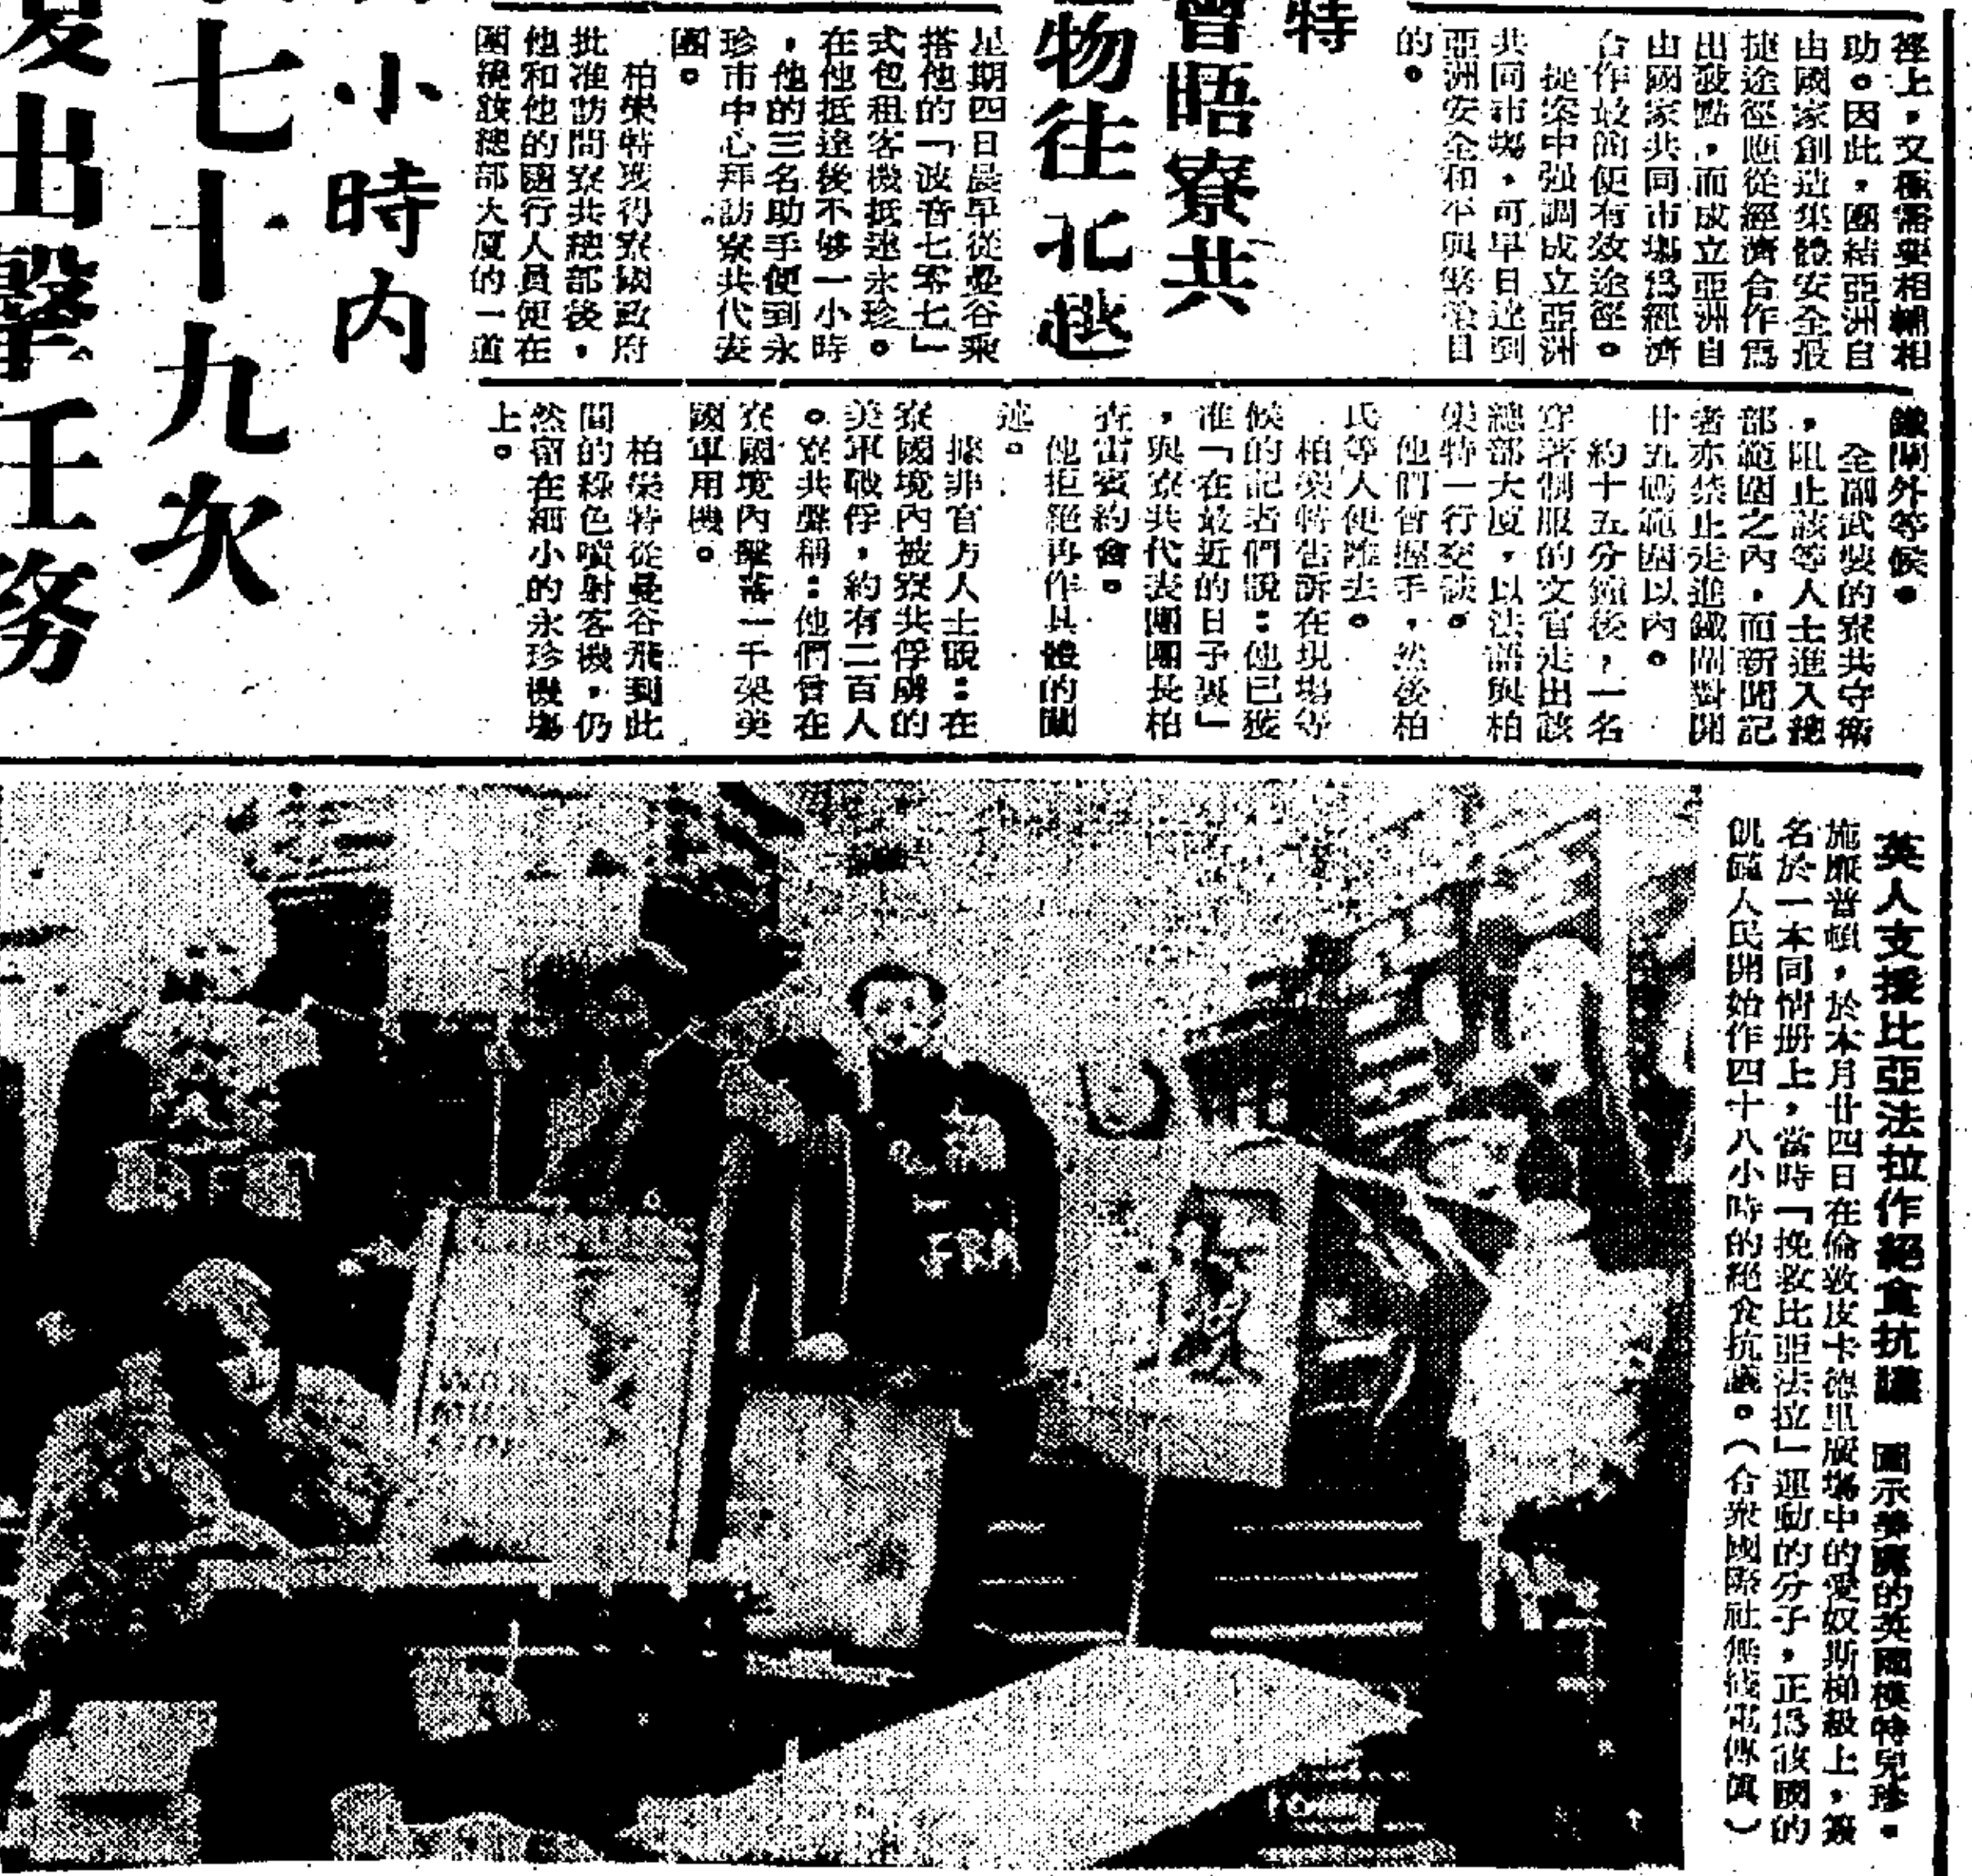 徑上，又極需要相輔相
助。因此，團結亞洲自
由國家創造集體安全最
捷途徑應從經濟合作爲
出發點，而成立亞洲自
由國家共同市場爲經濟
合作最簡便有效途徑。
提案中强調成立亞洲
共同市場，可早日達到
亞洲安全和平與繁榮目
的。
特
曾晤寮共
物往北越
星期四日晨早從曼谷乘
搭他的「波音七零七」
式包租客機抵達永珍。
在他抵達後不够一小時
，他的三名助手便到永
珍市中心拜訪寮共代表
團。
柏榮特獲得寮國政府
批准訪問寮共總部後，
他和他的隨行人員便在
圍繞該總部大厦的一道
鐵閘外等候。
全副武裝的寮共守衛
，阻止該等人士進入總
部範圍之內，而新聞記
者亦禁止走進鐵閘對開
廿五碼範圍以內。
約十五分鐘後，一名
穿著制服的文官走出該
總部大厦，以法語與柏
榮特一行交談。
他們曾握手，然後柏
氏等人便離去。
柏榮特告訴在現場等
候的記者們說：他已獲
准「在最近的日子裏」
，與寮共代表團團長柏
查雷賓約會。
他拒絕再作具體的闡
述。
據非官方人士說：在
寮國境內被寮共俘虜的
美軍戰俘，約有二百人
。寮共聲稱：他們曾在
寮國境內擊落一千架美
國軍用機。
柏榮特從曼谷飛到此
間的綠色噴射客機，仍
然留在細小的永珍機場
上。
小時內
七十九次
出擊任務
英人支援比亞法拉作絕食抗議 圖示美麗的英國模特兒珍．
施廉普頓，於本月廿四日在倫敦皮卡德里廣場中的愛奴斯梯級上，簽
名於一本同情册上，當時「挽救比亞法拉」運動的分子，正爲該國的
飢饉人民開始作四十八小時的絕食抗議。（合衆國際社無綫電傳眞）